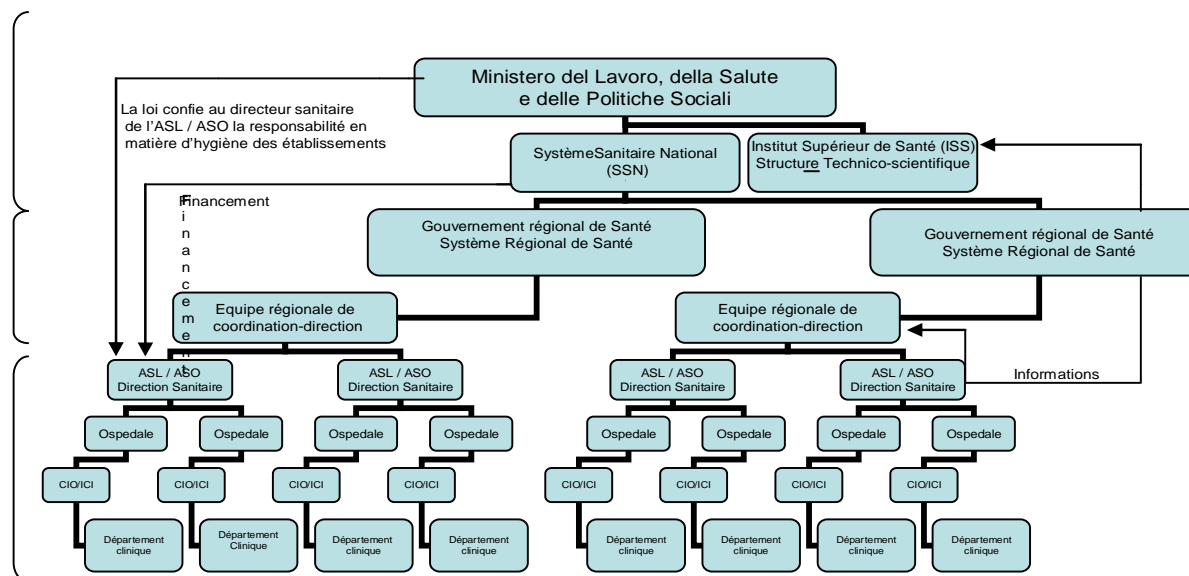 Ministero del Lavoro, della Salute
e delle Politiche Sociali
La loi confie au directeur sanitaire
de l'ASL / ASO la responsabilité en
matière d'hygiène des établissements
SystèmeSanitaire National
(SSN)
Institut Supérieur de Santé (ISS)
Structure Technico-scientifique
Financement
Financement
Gouvernement régional de Santé
Système Régional de Santé
Gouvernement régional de Santé
Système Régional de Santé
Equipe régionale de
coordination-direction
Equipe régionale de
coordination-direction
ASL / ASO
Direction Sanitaire
ASL / ASO
Direction Sanitaire
ASL / ASO
Direction Sanitaire
ASL / ASO
Direction Sanitaire
Informations
Ospedale
Ospedale
Ospedale
Ospedale
Ospedale
Ospedale
Ospedale
Ospedale
CIO/ICI
CIO/ICI
CIO/ICI
CIO/ICI
CIO/ICI
CIO/ICI
CIO/ICI
CIO/ICI
Département
clinique
Département
Clinique
Département
clinique
Département
clinique
Département
clinique
Département
clinique
Département
clinique
Département
clinique